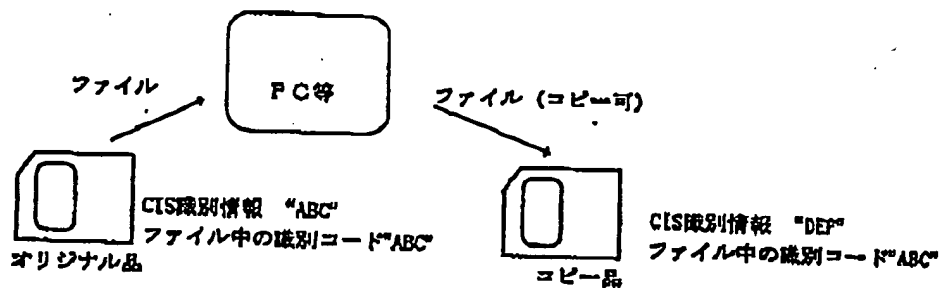 ファイル
PC等
ファイル (コピー可)
CIS識別情報 "ABC"
ファイル中の識別コード"ABC"
オリジナル品
CIS識別情報 "DEF"
ファイル中の識別コード"ABC"
コピー品